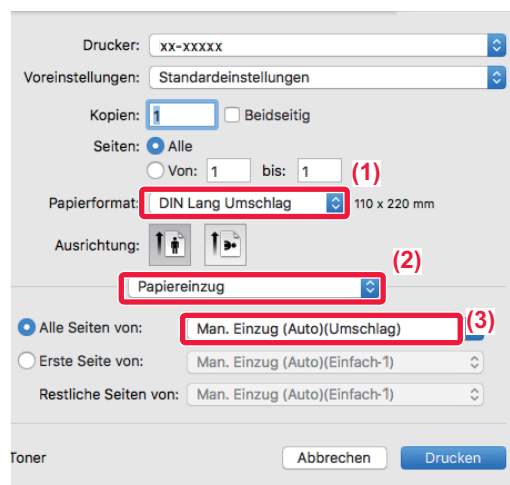 Drucker: xx-xxxxx
Voreinstellungen: Standardeinstellungen
Kopien: 1 Beidseitig
Seiten: Alle
Von: 1 bis: 1
(1)
Papierformat: DIN Lang Umschlag 110 x 220 mm
Ausrichtung:
(2)
Papiereinzug
(3)
Alle Seiten von: Man. Einzug (Auto)(Umschlag)
Erste Seite von: Man. Einzug (Auto)(Einfach-1)
Restliche Seiten von: Man. Einzug (Auto)(Einfach-1)
Toner
Abbrechen Drucken